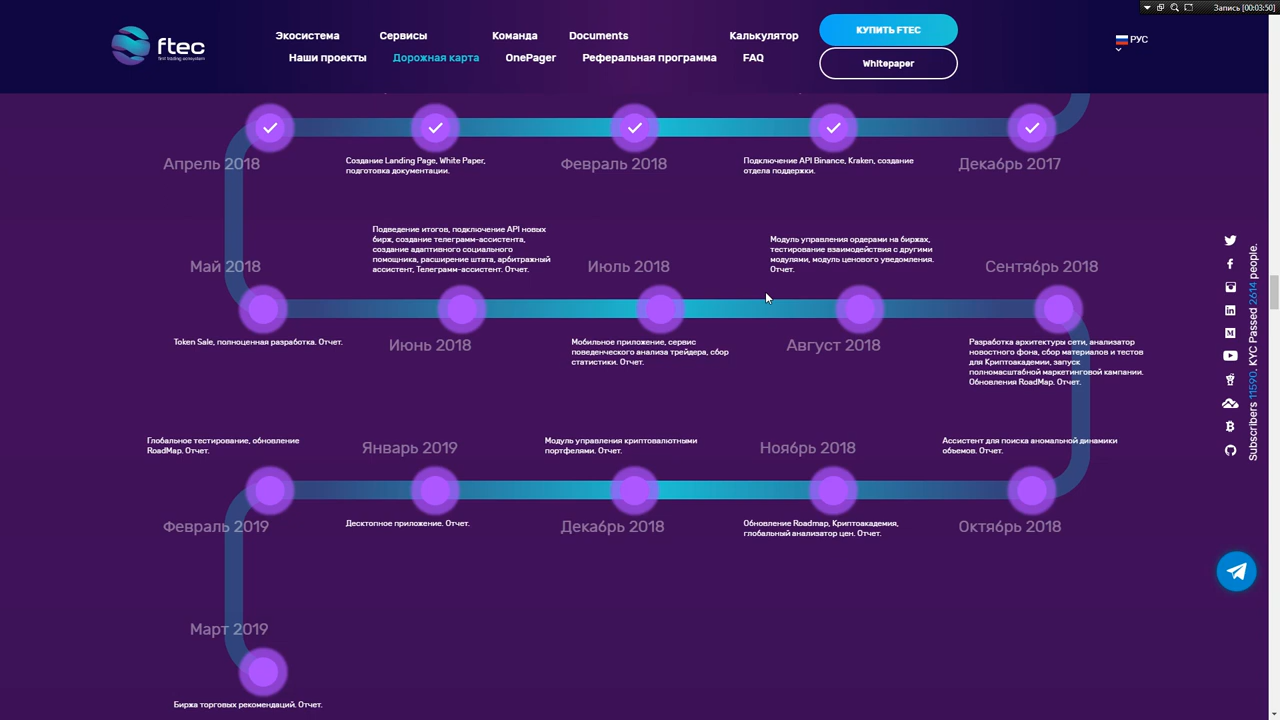 Запись [00:03:50]
ftec
first trading ecosystem
Экосистема
Сервисы
Команда
Documents
Калькулятор
Наши проекты
Дорожная карта
OnePager
Реферальная программа
FAQ
КУПИТЬ FTEC
Whitepaper
РУС
Апрель 2018
Создание Landing Page, White Paper,
подготовка документации.
Февраль 2018
Подключение API Binance, Kraken, создание
отдела поддержки.
Декабрь 2017
Май 2018
Подведение итогов, подключение API новых
бирж, создание телеграмм-ассистента,
создание адаптивного социального
помощника, расширение штата, арбитражный
ассистент, Телеграмм-ассистент. Отчет.
Июль 2018
Модуль управления ордерами на биржах,
тестирование взаимодействия с другими
модулями, модуль ценового уведомления.
Отчет.
Сентябрь 2018
Token Sale, полноценная разработка. Отчет.
Июнь 2018
Мобильное приложение, сервис
поведенческого анализа трейдера, сбор
статистики. Отчет.
Август 2018
Разработка архитектуры сети, анализатор
новостного фона, сбор материалов и тестов
для Криптоакадемии, запуск
полномасштабной маркетинговой кампании.
Обновления RoadMap. Отчет.
Глобальное тестирование, обновление
RoadMap. Отчет.
Январь 2019
Модуль управления криптовалютными
портфелями. Отчет.
Ноябрь 2018
Ассистент для поиска аномальной динамики
объемов. Отчет.
Февраль 2019
Десктопное приложение. Отчет.
Декабрь 2018
Обновление Roadmap, Криптоакадемия,
глобальный анализатор цен. Отчет.
Октябрь 2018
Март 2019
Биржа торговых рекомендаций. Отчет.
Subscribers 11590. KYC Passed 2614 people.